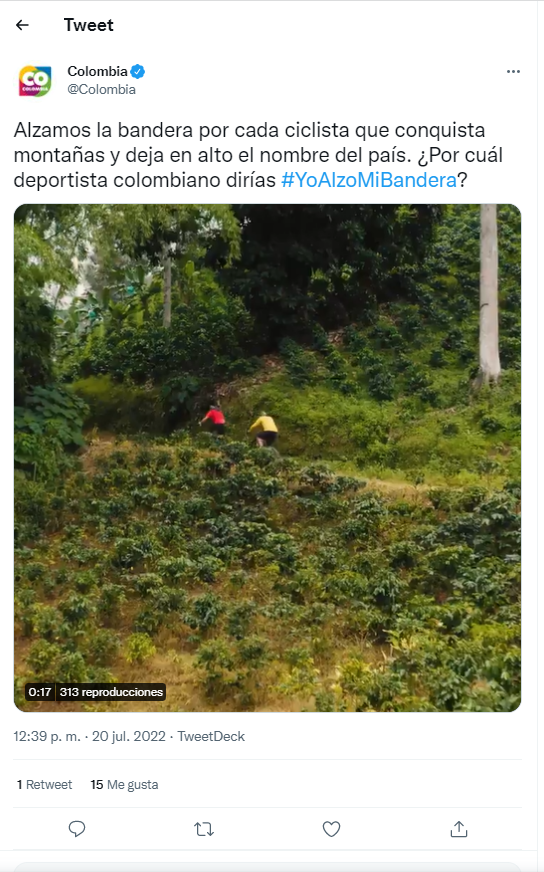 Tweet
Colombia
@Colombia
CO
COLOMBIA
Alzamos la bandera por cada ciclista que conquista
montañas y deja en alto el nombre del país. ¿Por cuál
deportista colombiano dirías #YoAlzoMiBandera?
0:17 313 reproducciones
12:39 p. m. · 20 jul. 2022 · TweetDeck
1 Retweet 15 Me gusta